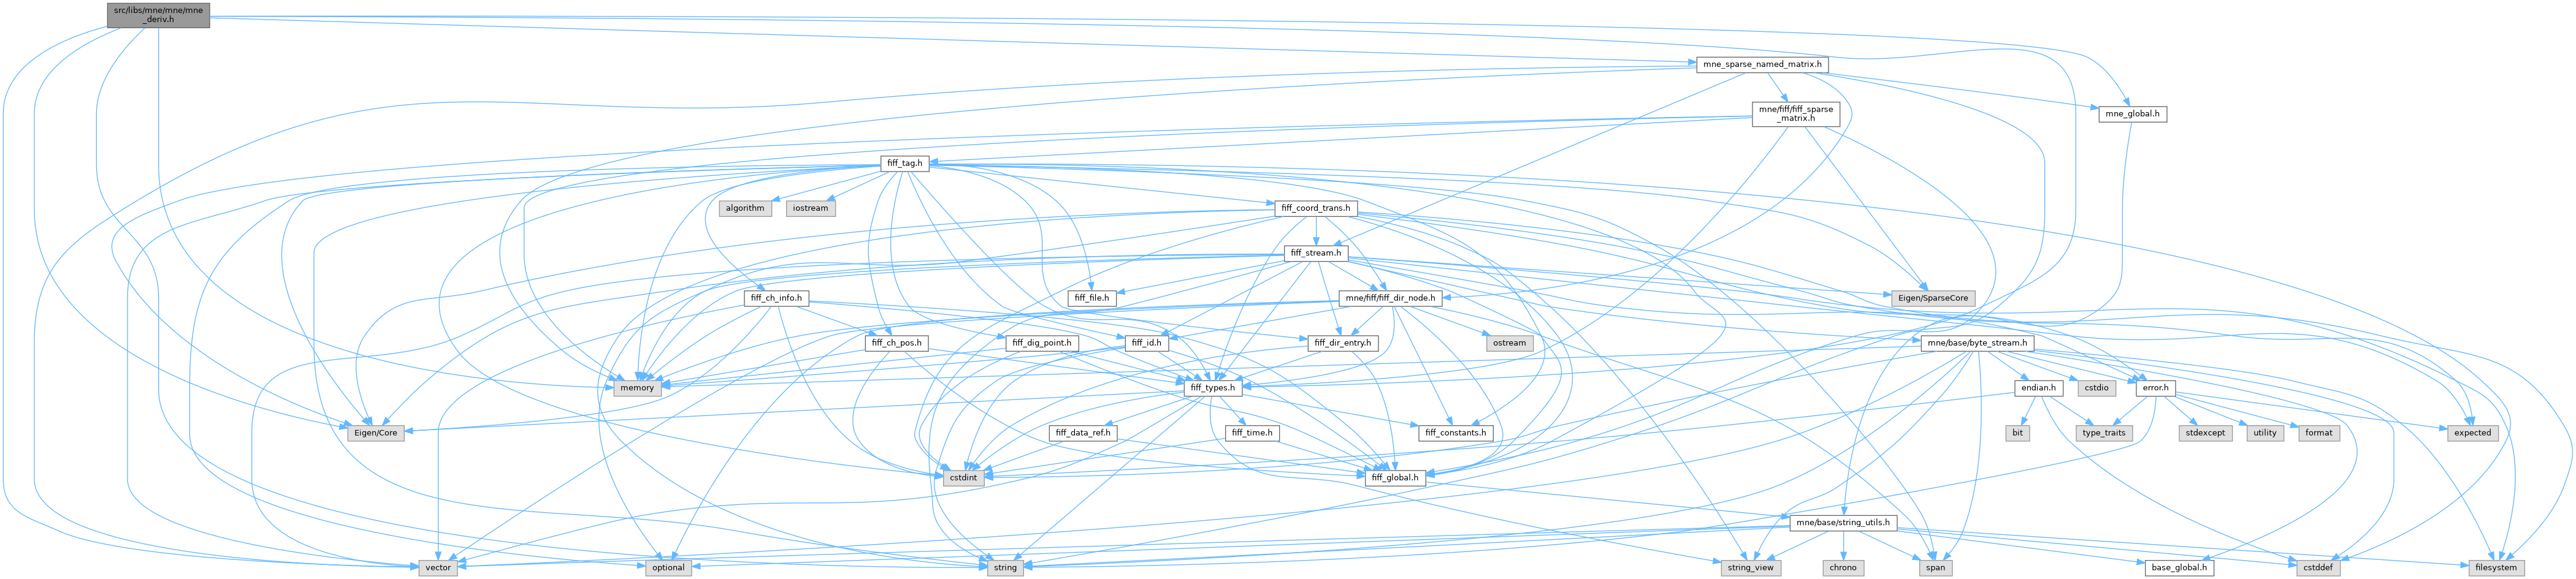 src/libs/mne/mne/mne
_deriv.h
mne_sparse_named_matrix.h
mne/fiff/fiff_sparse
_matrix.h
mne_global.h
fiff_tag.h
algorithm
iostream
fiff_coord_trans.h
fiff_stream.h
fiff_ch_info.h
fiff_file.h
mne/fiff/fiff_dir_node.h
Eigen/SparseCore
fiff_ch_pos.h
fiff_dig_point.h
fiff_id.h
fiff_dir_entry.h
ostream
mne/base/byte_stream.h
memory
fiff_types.h
endian.h
cstdio
error.h
Eigen/Core
fiff_data_ref.h
fiff_time.h
fiff_constants.h
bit
type_traits
stdexcept
utility
format
expected
cstdint
fiff_global.h
mne/base/string_utils.h
vector
optional
string
string_view
chrono
span
base_global.h
cstddef
filesystem